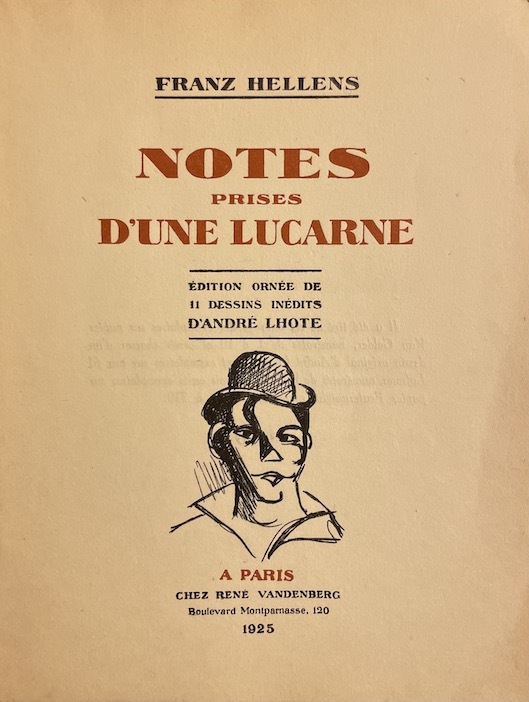 FRANZ HELLENS
NOTES
PRISES
D'UNE LUCARNE
ÉDITION ORNÉE DE
11 DESSINS INÉDITS
D'ANDRÉ LHOTE
A PARIS
CHEZ RENÉ VANDENBERG
Boulevard Montparnasse, 120
1925